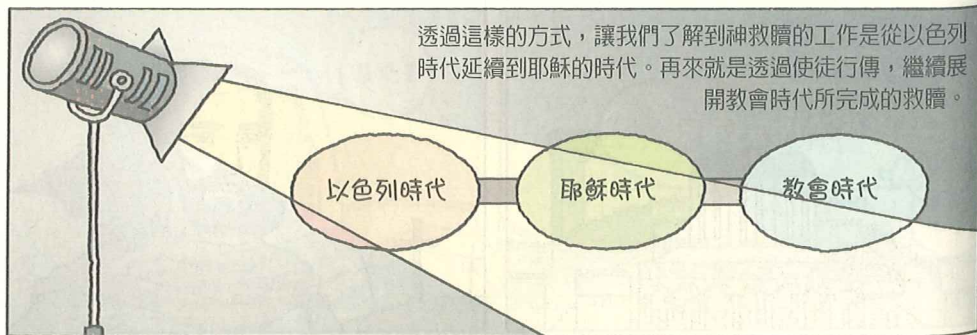 透過這樣的方式，讓我們了解到神救贖的工作是從以色列
時代延續到耶穌的時代。再來就是透過使徒行傳，繼續展
開教會時代所完成的救贖。
以色列時代
耶穌時代
教會時代